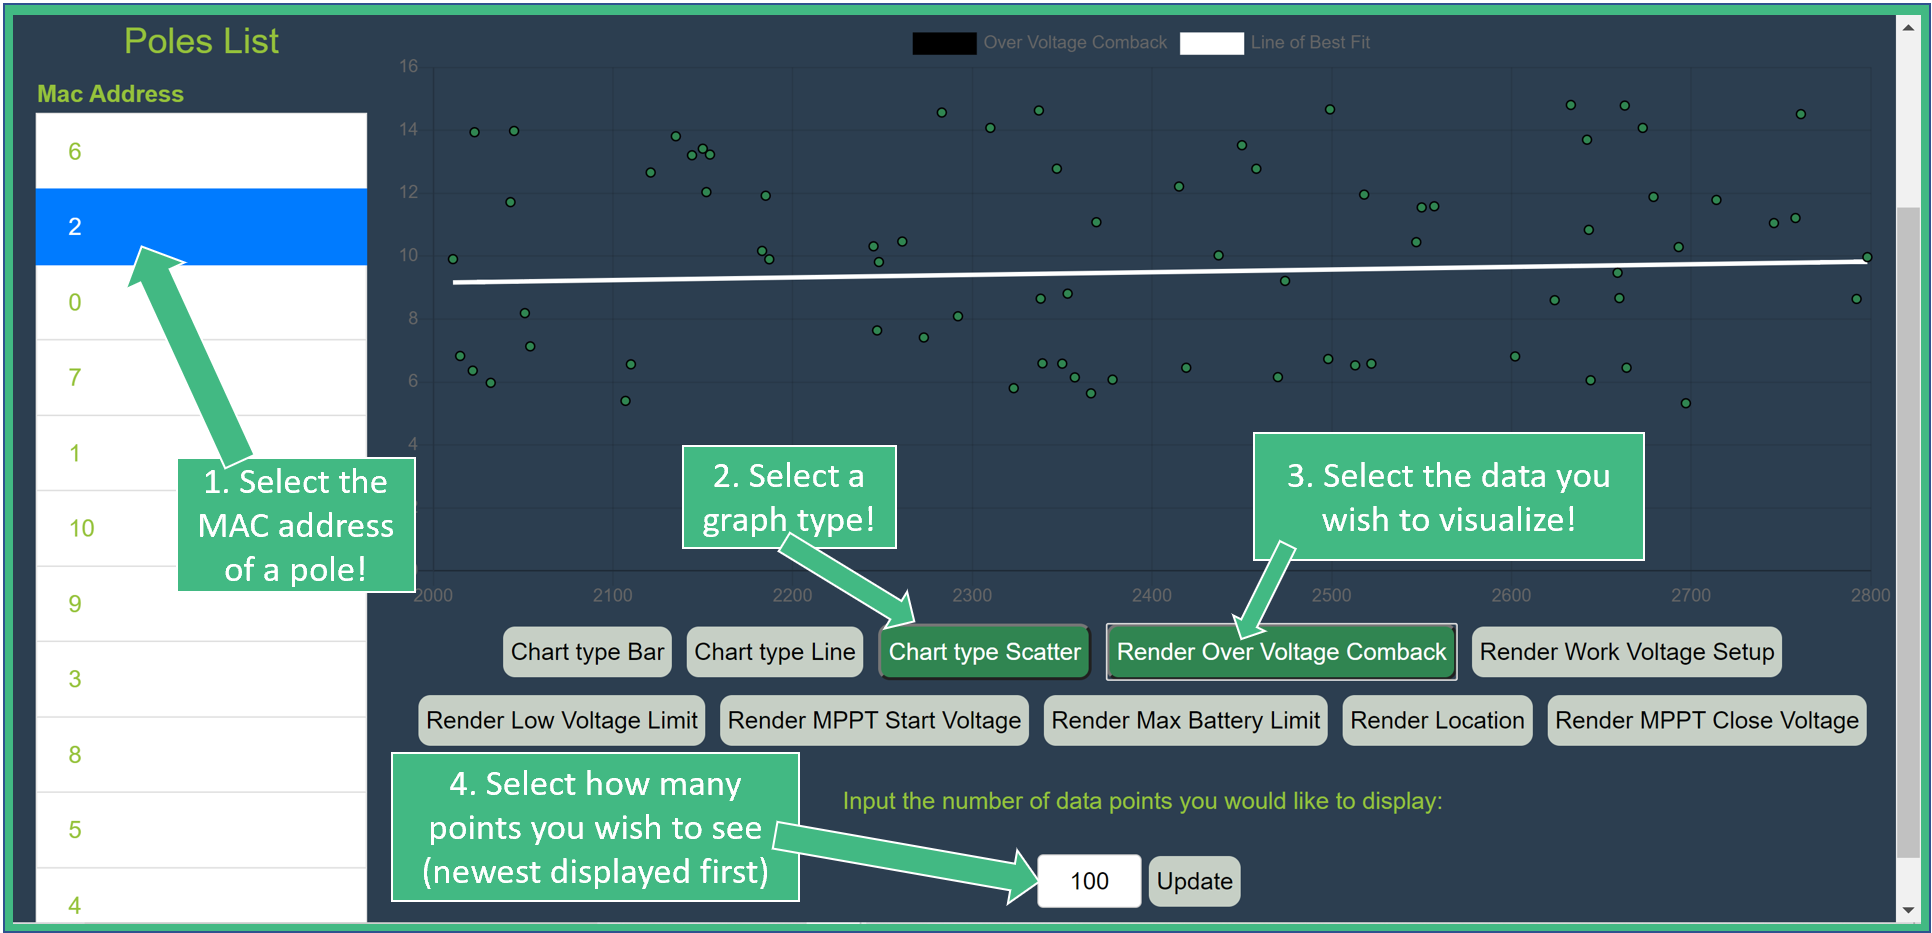 Poles List
Mac Address
6
2
0
7
1
10
9
3
8
5
4
1. Select the
MAC address
of a pole!
Over Voltage Comback
Line of Best Fit
16
14
12
10
8
6
4
2000
2100
2200
2300
2400
2500
2600
2700
2800
2. Select a
graph type!
3. Select the data you
wish to visualize!
Chart type Bar
Chart type Line
Chart type Scatter
Render Over Voltage Comback
Render Work Voltage Setup
Render Low Voltage Limit
Render MPPT Start Voltage
Render Max Battery Limit
Render Location
Render MPPT Close Voltage
4. Select how many
points you wish to see
(newest displayed first)
Input the number of data points you would like to display:
100
Update